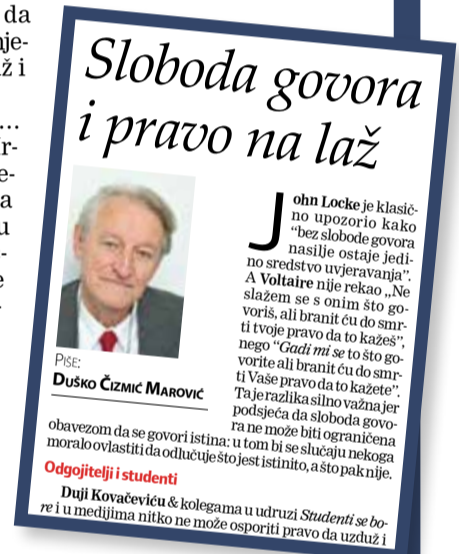 da
nje-
ž i
...
r-
e-
a
u
-
e
-
Sloboda govora
i pravo na laž
PIŠE:
DUŠKO ČIZMIĆ MAROVIĆ
John Locke je klasič-
no upozorio kako
“bez slobode govora
nasilje ostaje jedi-
no sredstvo uvjeravanja”.
A Voltaire nije rekao „Ne
slažem se s onim što go-
voriš, ali branit ću do smr-
ti tvoje pravo da to kažeš”,
nego “Gadi mi se to što go-
vorite ali branit ću do smr-
ti Vaše pravo da to kažete”.
Ta je razlika silno važna jer
podsjeća da sloboda govo-
ra ne može biti ograničena
obavezom da se govori istina: u tom bi se slučaju nekoga
moralo ovlastiti da odlučuje što jest istinito, a što pak nije.
Odgojitelji i studenti
Duji Kovačeviću & kolegama u udruzi Studenti se bo-
re i u medijima nitko ne može osporiti pravo da uzduž i